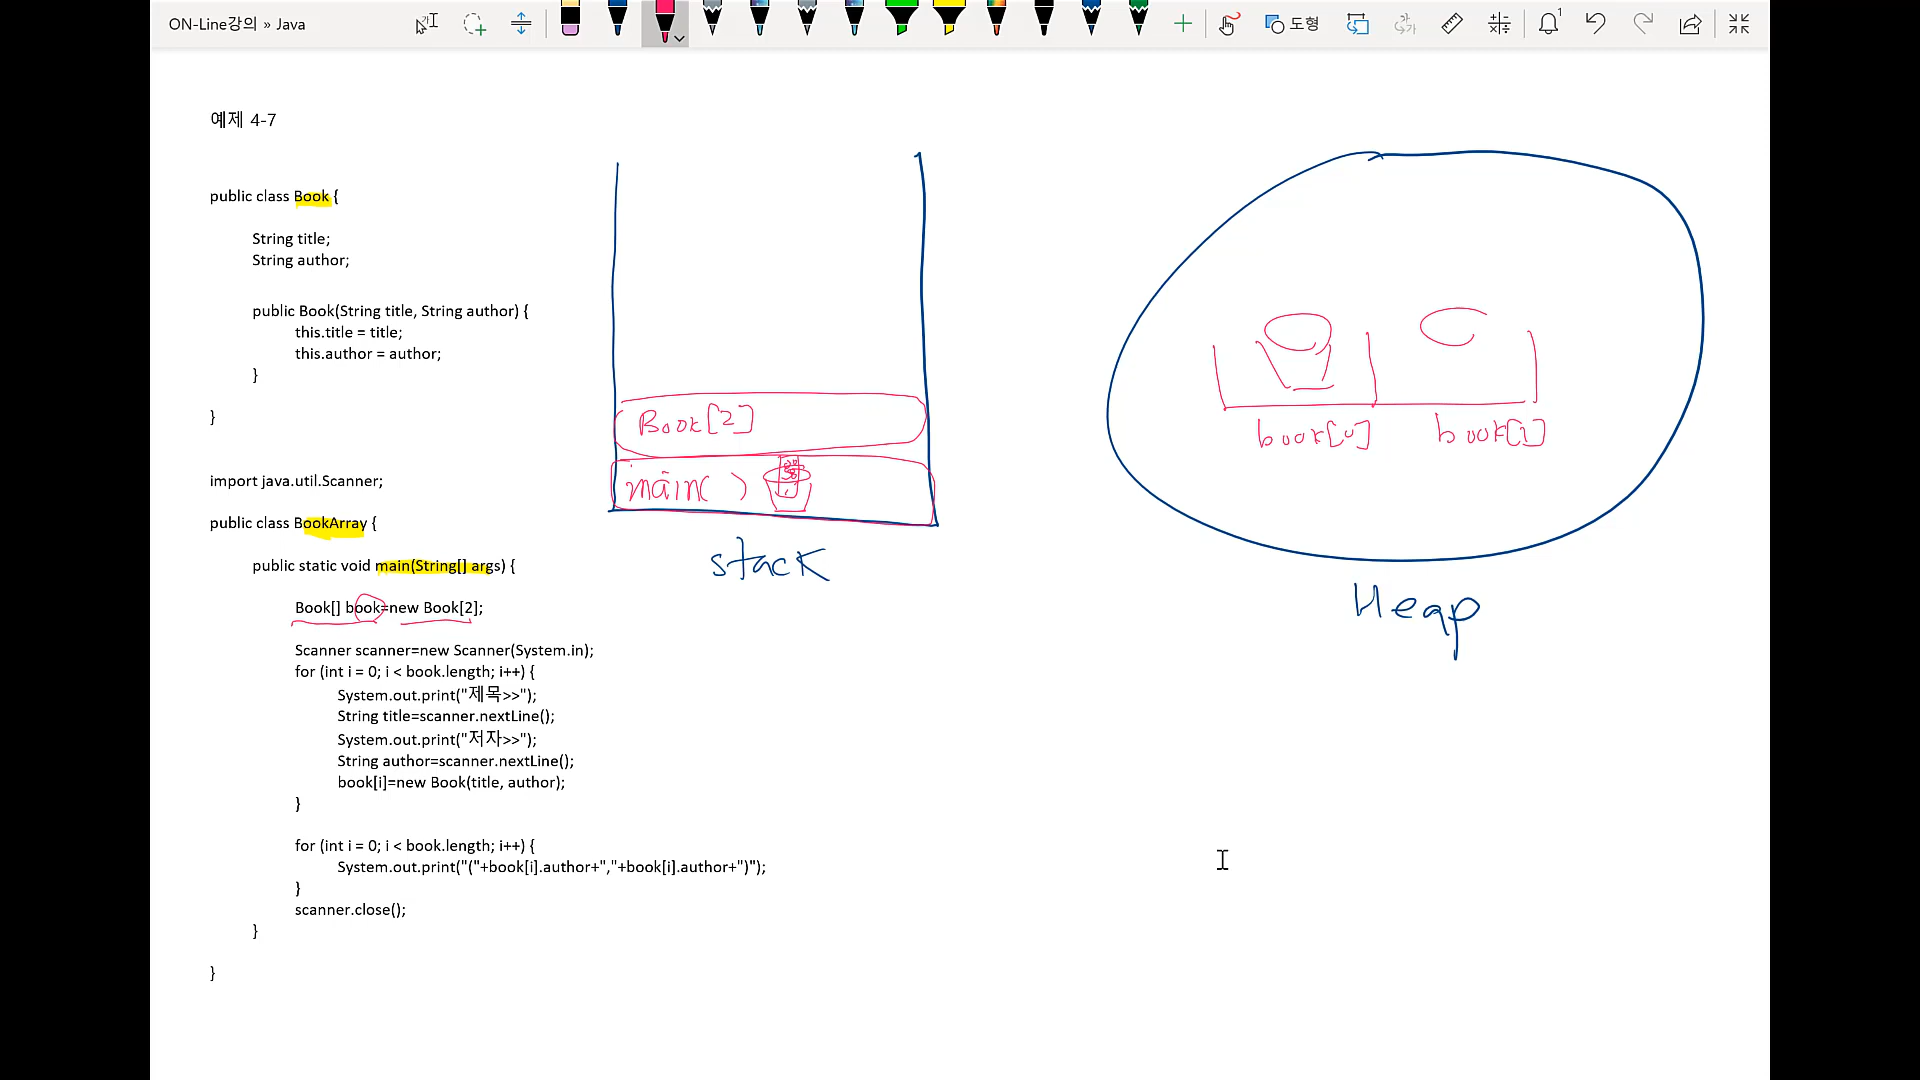 ON-Line강의 » Java
도형
예제 4-7
public class Book {
String title;
String author;
public Book(String title, String author) {
this.title = title;
this.author = author;
}
}
import java.util.Scanner;
public class BookArray {
public static void main(String[] args) {
Book[] book=new Book[2];
Scanner scanner=new Scanner(System.in);
for (int i = 0; i < book.length; i++) {
System.out.print("제목>>");
String title=scanner.nextLine();
System.out.print("저자>>");
String author=scanner.nextLine();
book[i]=new Book(title, author);
}
for (int i = 0; i < book.length; i++) {
System.out.print("("+book[i].author+","+book[i].author+")");
}
scanner.close();
}
}
Book[2]
main( )
stack
book[0] book[1]
Heap